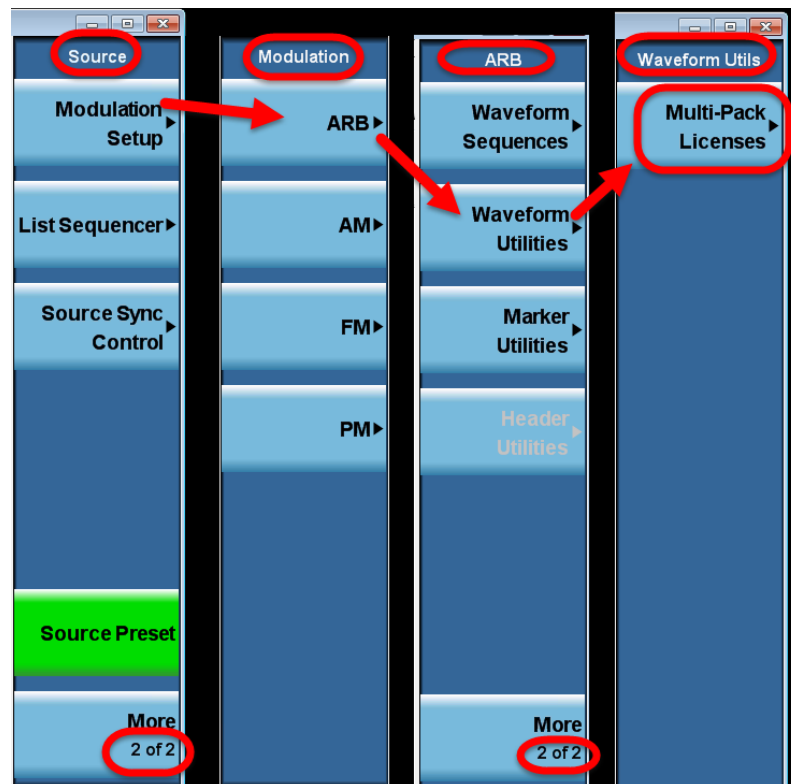 Source
Modulation
Setup
List Sequencer
Source Sync
Control
Source Preset
More
2 of 2
Modulation
ARB
AM
FM
PM
ARB
Waveform
Sequences
Waveform
Utilities
Marker
Utilities
Header
Utilities
More
2 of 2
Waveform Utils
Multi-Pack
Licenses